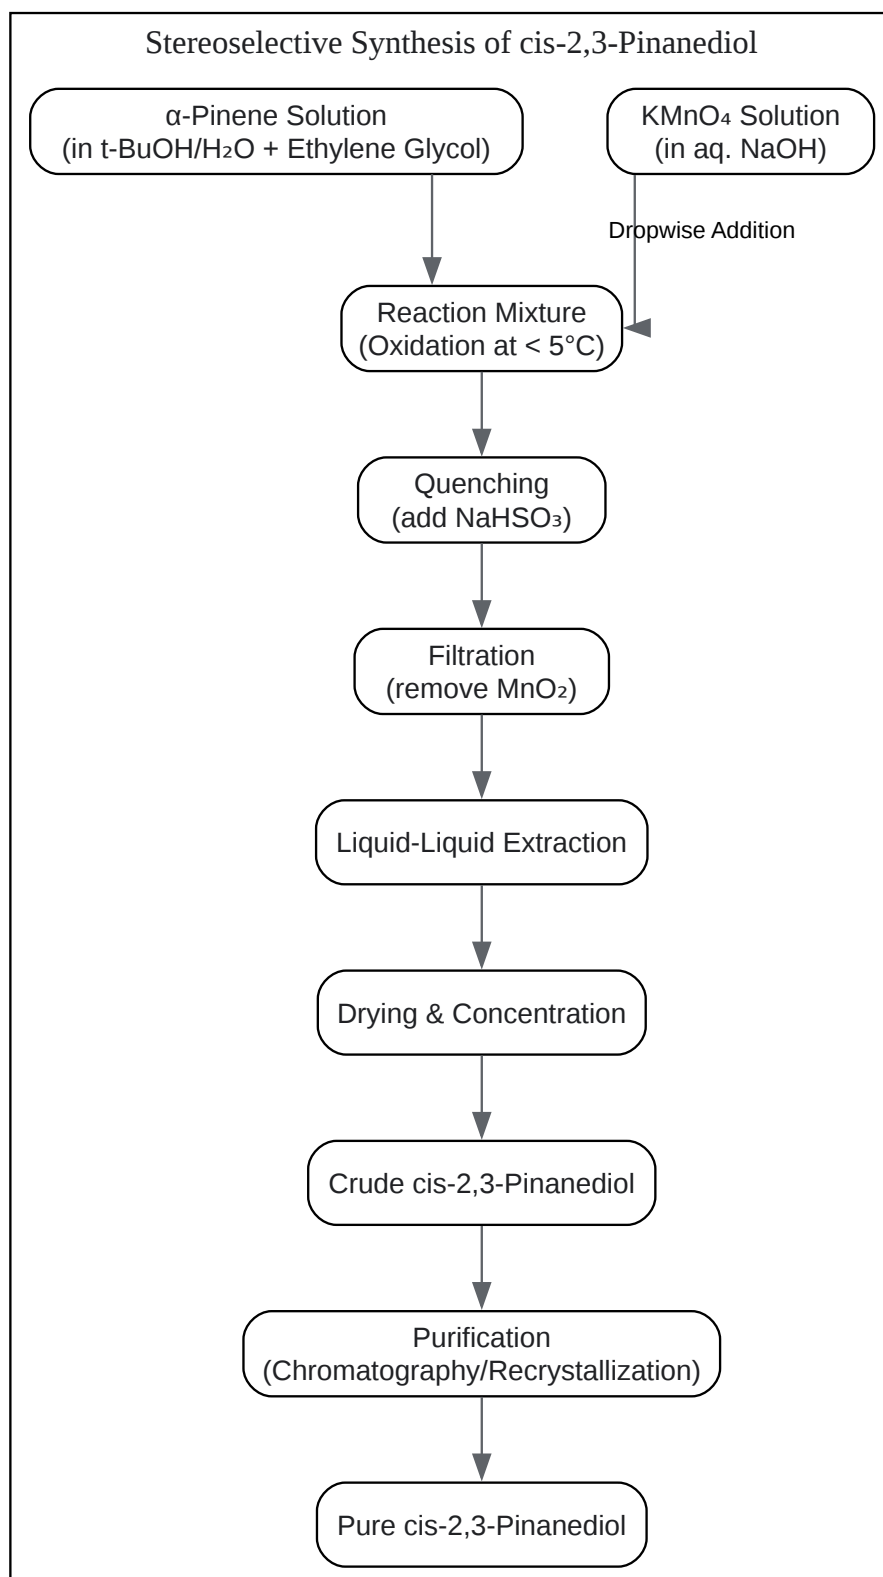 Stereoselective Synthesis of cis-2,3-Pinanediol
α-Pinene Solution
(in t-BuOH/H₂O + Ethylene Glycol)
KMnO₄ Solution
(in aq. NaOH)
Dropwise Addition
Reaction Mixture
(Oxidation at < 5°C)
Quenching
(add NaHSO₃)
Filtration
(remove MnO₂)
Liquid-Liquid Extraction
Drying & Concentration
Crude cis-2,3-Pinanediol
Purification
(Chromatography/Recrystallization)
Pure cis-2,3-Pinanediol